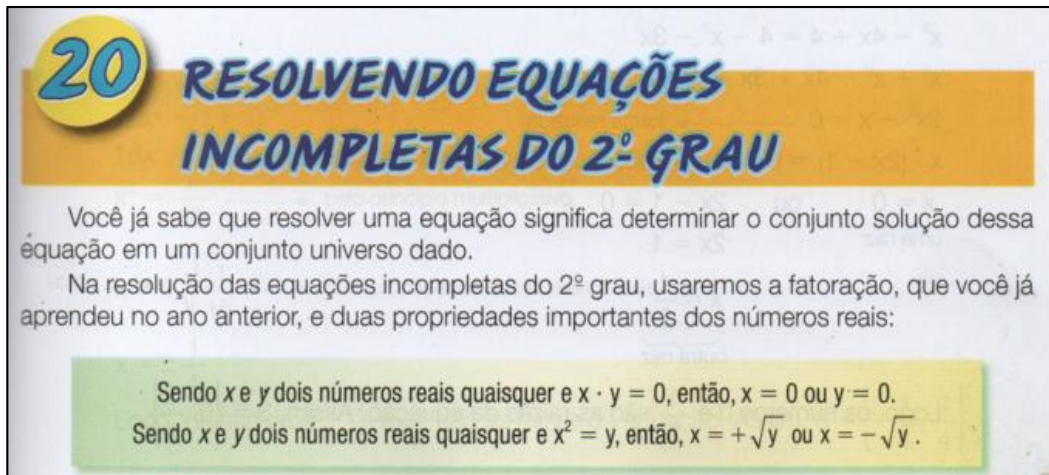 20
RESOLVENDO EQUAÇÕES
INCOMPLETAS DO 2º GRAU
Você já sabe que resolver uma equação significa determinar o conjunto solução dessa
equação em um conjunto universo dado.
Na resolução das equações incompletas do 2º grau, usaremos a fatoração, que você já
aprendeu no ano anterior, e duas propriedades importantes dos números reais:
Sendo x e y dois números reais quaisquer e x · y = 0, então, x = 0 ou y = 0.
Sendo x e y dois números reais quaisquer e x² = y, então, x = +√y ou x = −√y .